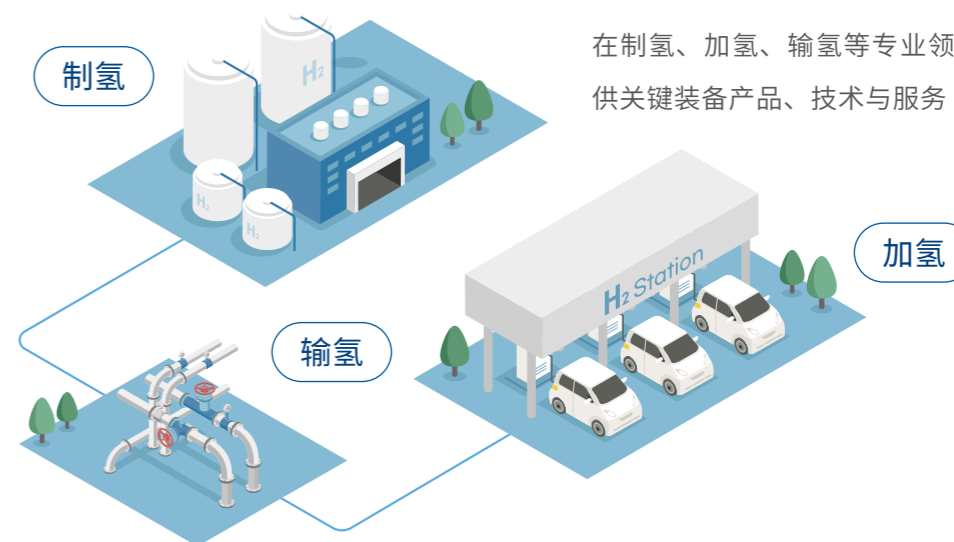 制氢
在制氢、加氢、输氢等专业领
供关键装备产品、技术与服务
H₂
H₂
H₂
加氢
H₂ Station
输氢